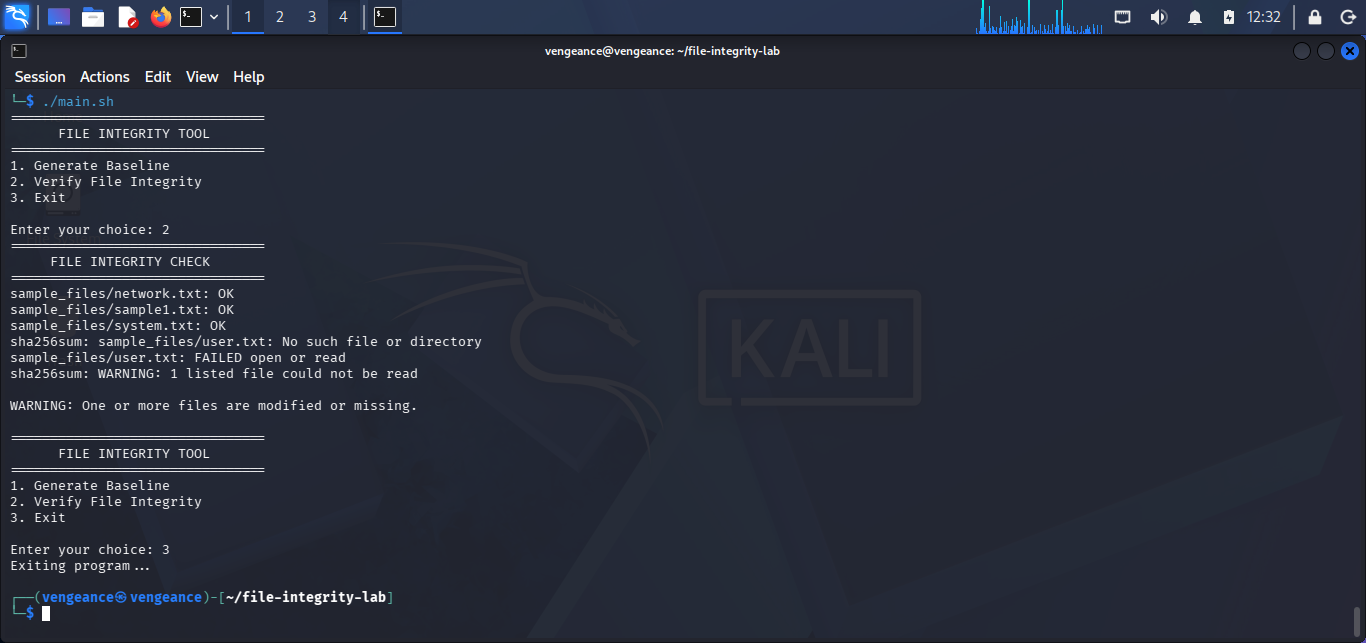 1 2 3 4 12:32
vengeance@vengeance: ~/file-integrity-lab
Session Actions Edit View Help
└─$ ./main.sh
================================
FILE INTEGRITY TOOL
================================
1. Generate Baseline
2. Verify File Integrity
3. Exit
Enter your choice: 2
================================
FILE INTEGRITY CHECK
================================
sample_files/network.txt: OK
sample_files/sample1.txt: OK
sample_files/system.txt: OK
sha256sum: sample_files/user.txt: No such file or directory
sample_files/user.txt: FAILED open or read
sha256sum: WARNING: 1 listed file could not be read
WARNING: One or more files are modified or missing.
================================
FILE INTEGRITY TOOL
================================
1. Generate Baseline
2. Verify File Integrity
3. Exit
Enter your choice: 3
Exiting program...
┌──(vengeance㉿vengeance)-[~/file-integrity-lab]
└─$
KALI